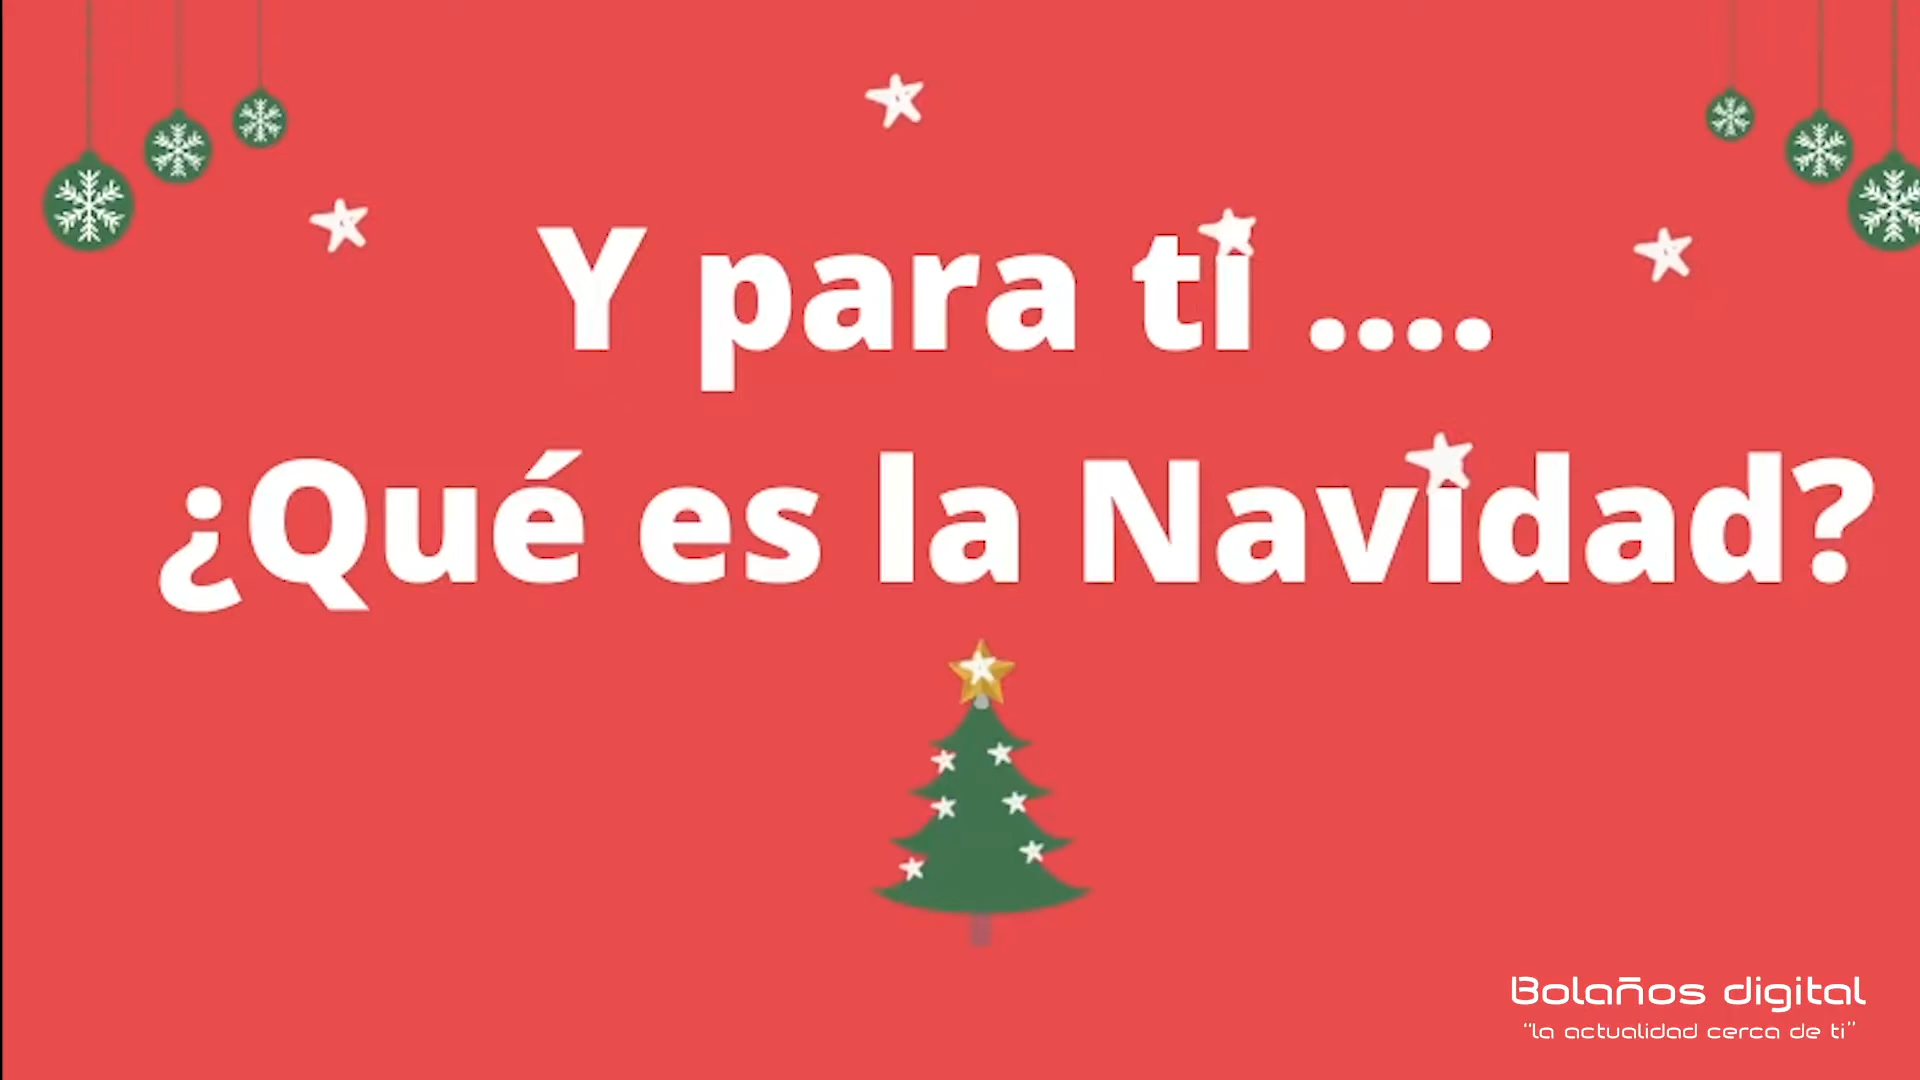 Y para ti ....
¿Qué es la Navidad?
Bolaños digital
“la actualidad cerca de ti”